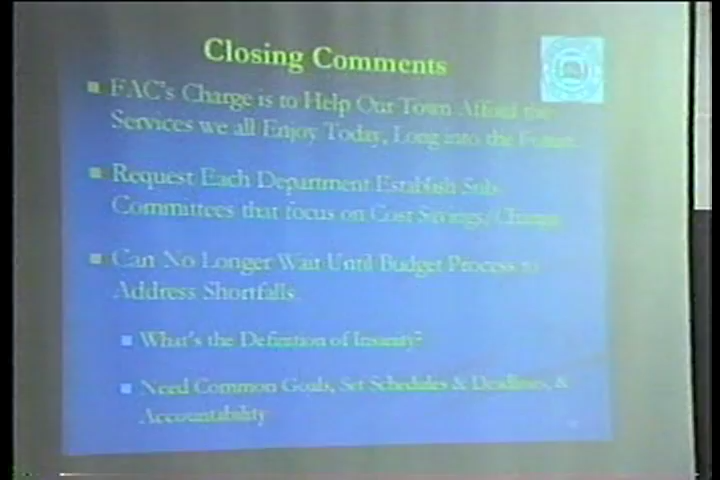 Closing Comments
FAC's Charge is to Help Our Town Afford the
Services we all Enjoy Today, Long into the Future.
Request Each Department Establish Sub
Committees that focus on Cost Savings/Change
Can No Longer Wait Until Budget Process to
Address Shortfalls
What's the Definition of Insanity?
Need Common Goals, Set Schedules & Deadlines, &
Accountability